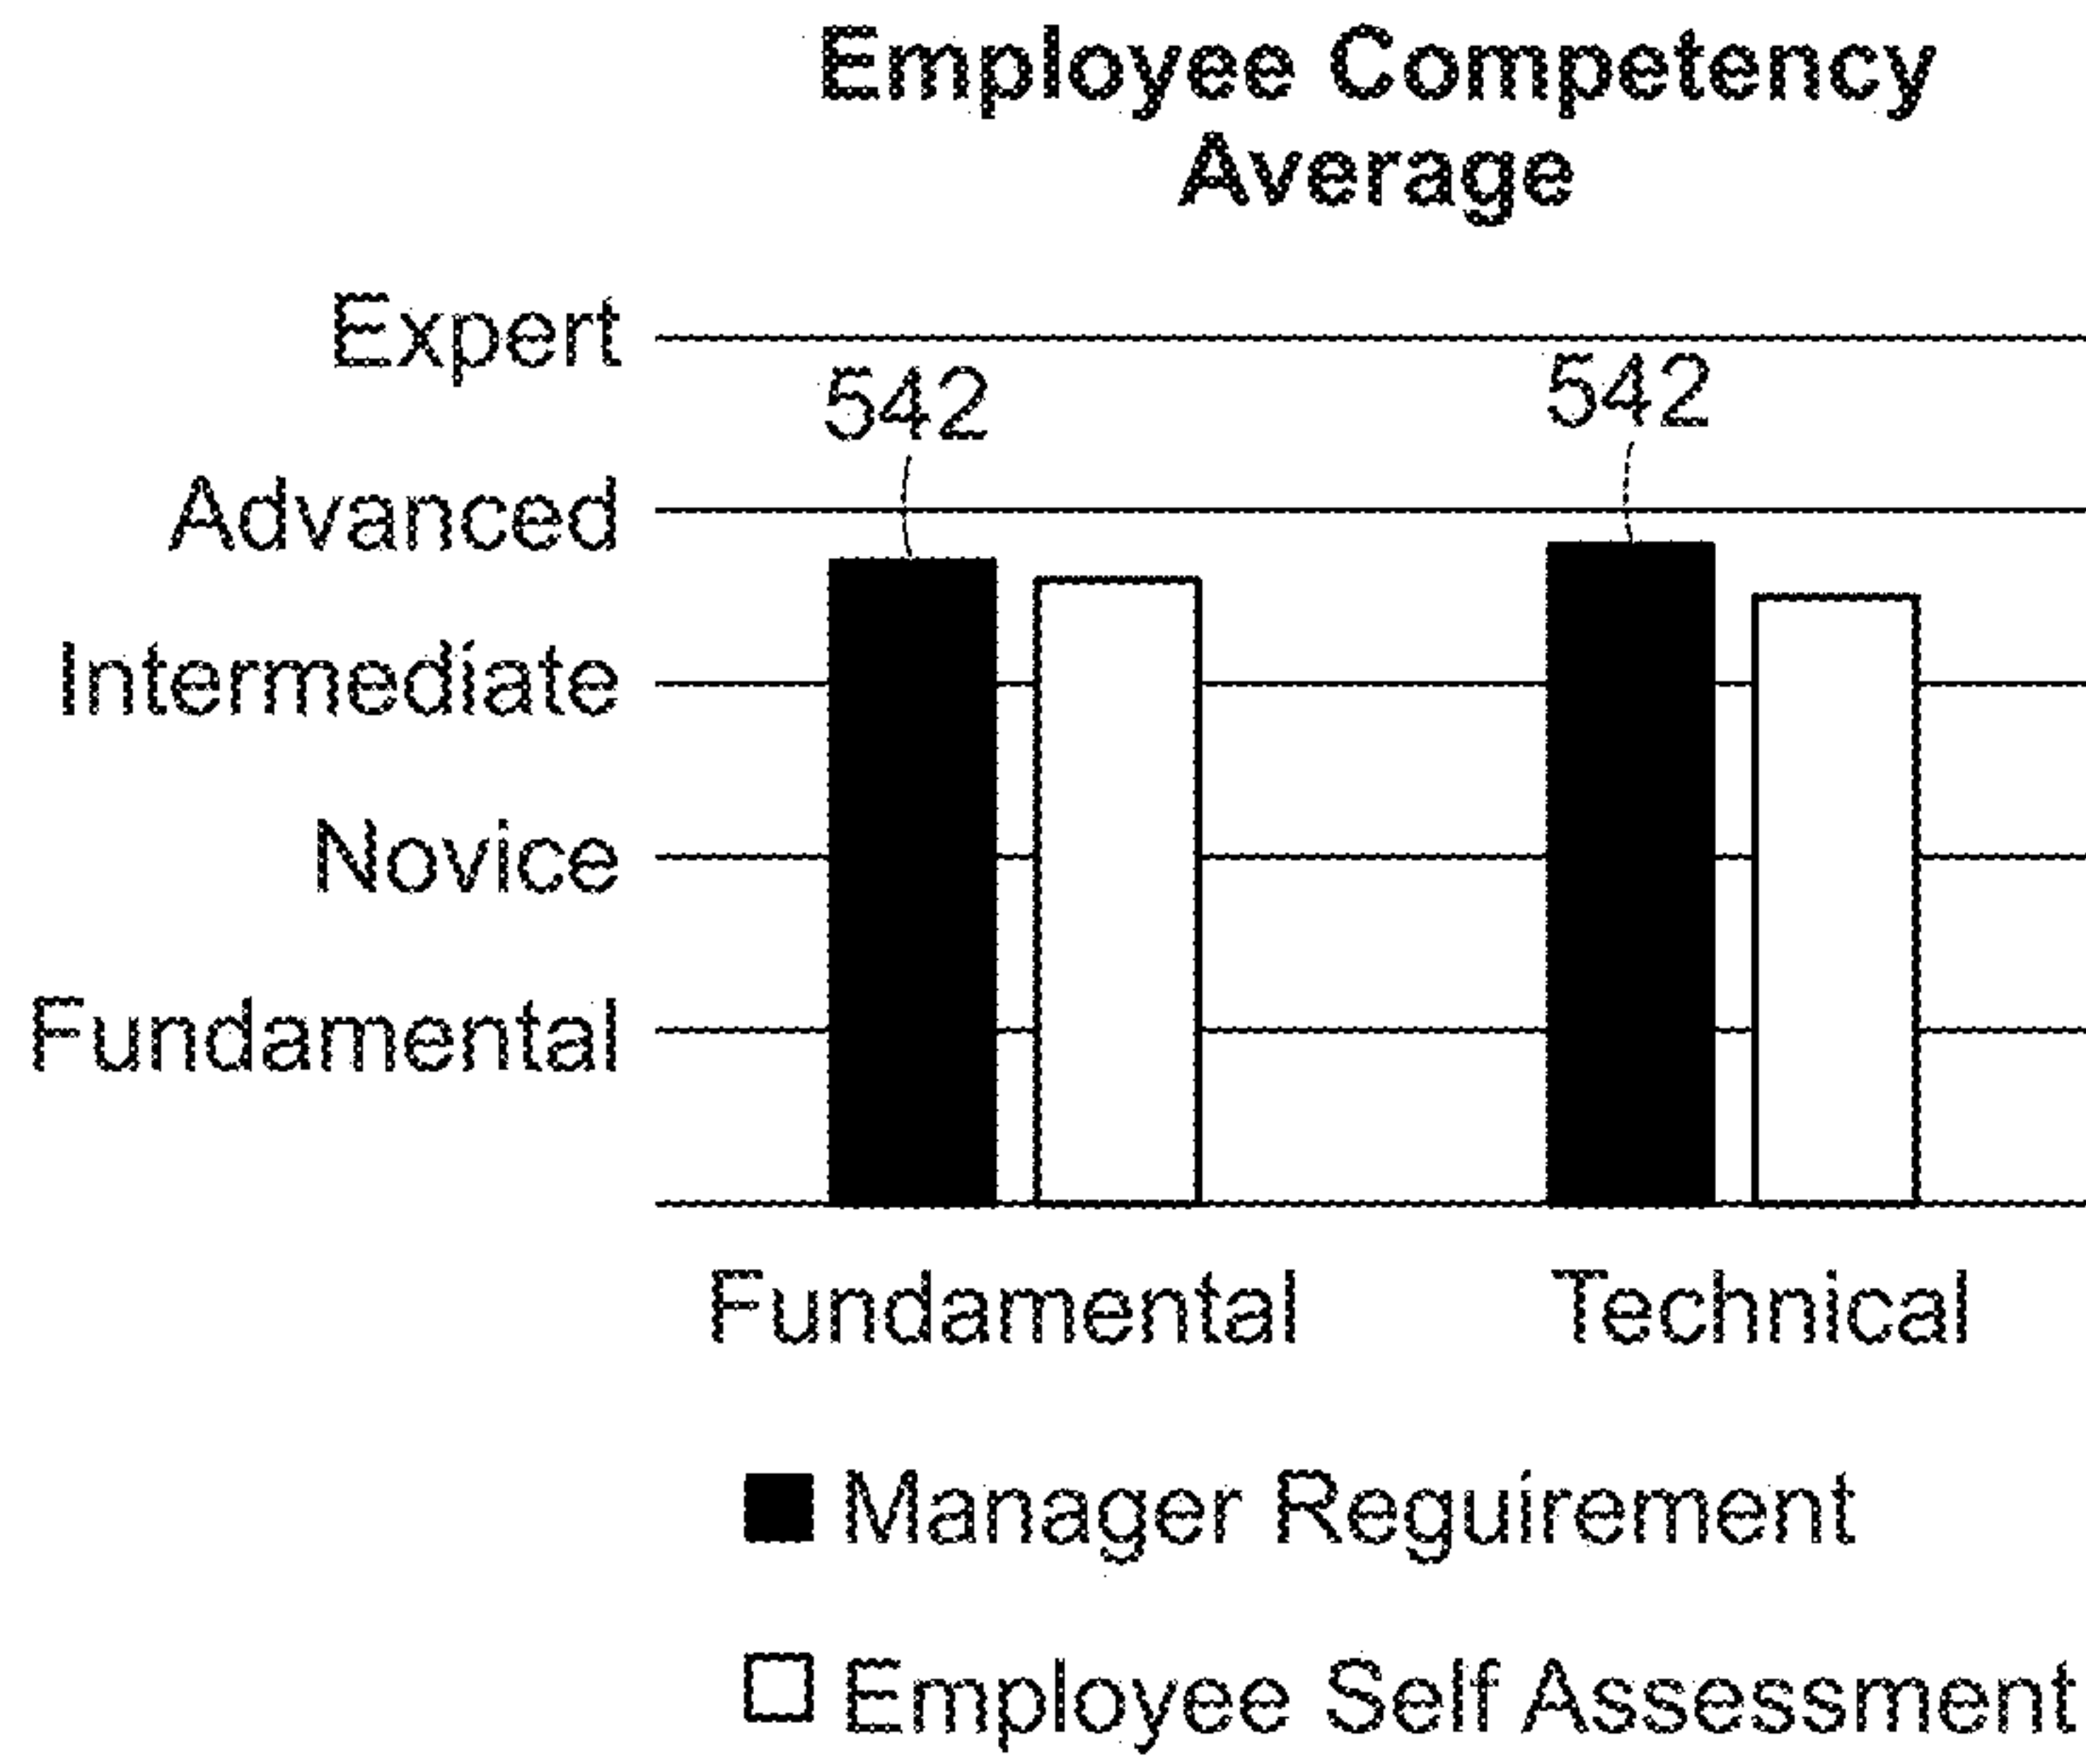 Employee Competency
Average
Expert
542 542
Advanced
Intermediate
Novice
Fundamental
Fundamental Technical
Manager Reguirement
Employee Self Assessment